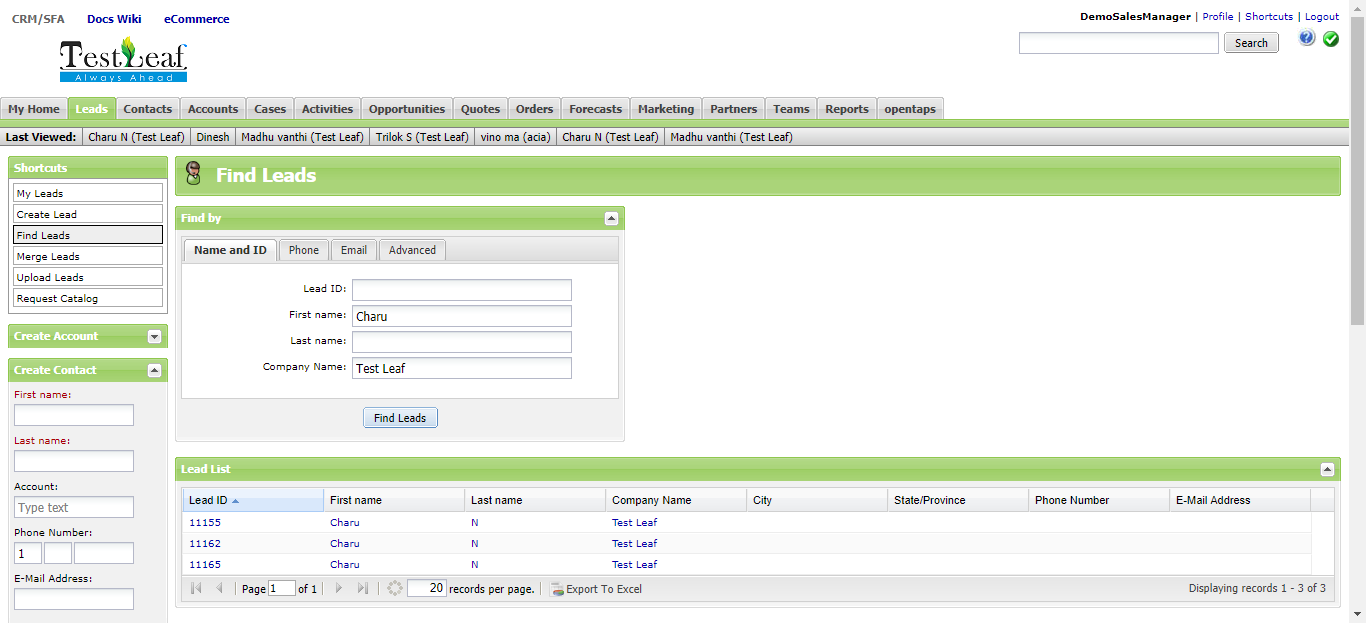 CRM/SFA Docs Wiki eCommerce
DemoSalesManager | Profile | Shortcuts | Logout
Search
TestLeaf
Always Ahead
My Home Leads Contacts Accounts Cases Activities Opportunities Quotes Orders Forecasts Marketing Partners Teams Reports opentaps
Last Viewed: Charu N (Test Leaf) Dinesh Madhu vanthi (Test Leaf) Trilok S (Test Leaf) vino ma (acia) Charu N (Test Leaf) Madhu vanthi (Test Leaf)
Shortcuts
My Leads
Create Lead
Find Leads
Merge Leads
Upload Leads
Request Catalog
Create Account
Create Contact
First name:
Last name:
Account:
Type text
Phone Number:
1
E-Mail Address:
Find Leads
Find by
Name and ID Phone Email Advanced
Lead ID:
First name: Charu
Last name:
Company Name: Test Leaf
Find Leads
Lead List
Lead ID First name Last name Company Name City State/Province Phone Number E-Mail Address
11155 Charu N Test Leaf
11162 Charu N Test Leaf
11165 Charu N Test Leaf
Page 1 of 1 20 records per page. Export To Excel Displaying records 1 - 3 of 3